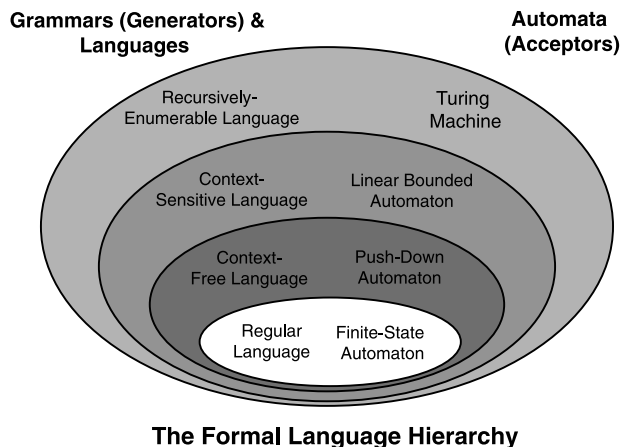 Grammars (Generators) &
Languages
Automata
(Acceptors)
Recursively-
Enumerable Language
Turing
Machine
Context-
Sensitive Language
Linear Bounded
Automaton
Context-
Free Language
Push-Down
Automaton
Regular
Language
Finite-State
Automaton
The Formal Language Hierarchy